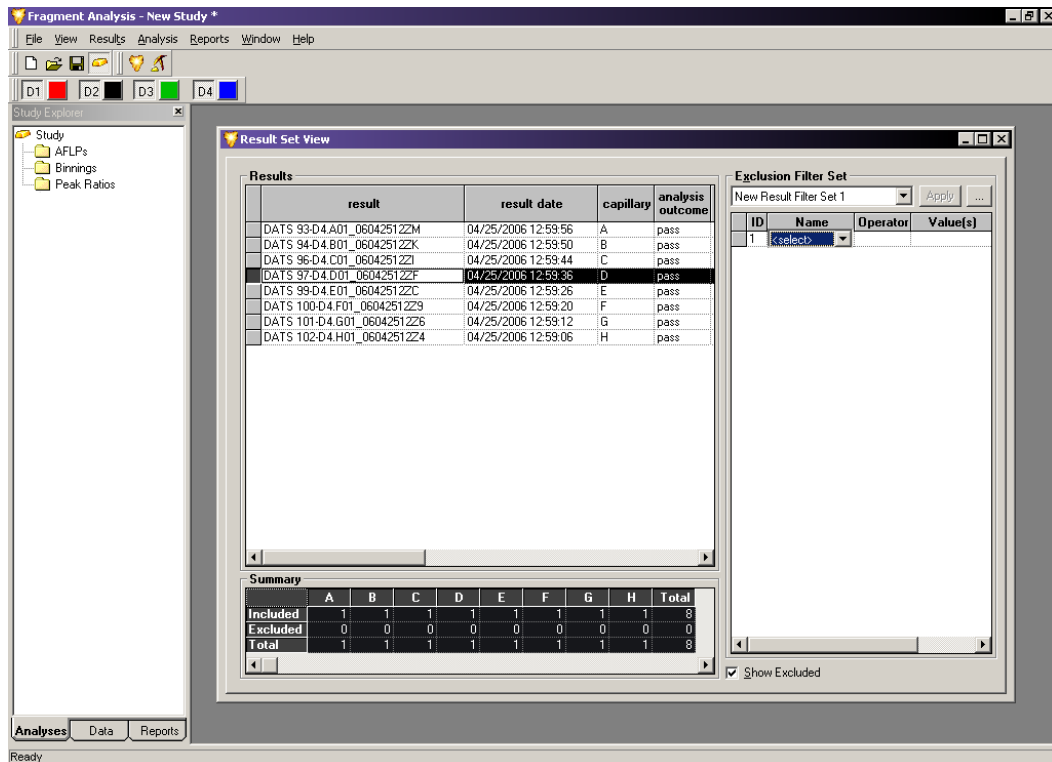 Fragment Analysis - New Study *
File View Results Analysis Reports Window Help
D1 D2 D3 D4
Study Explorer
Study
AFLPs
Binnings
Peak Ratios
Result Set View
Results
result result date capillary analysis outcome
DATS 93-D4.A01_06042512ZM 04/25/2006 12:59:56 A pass
DATS 94-D4.B01_06042512ZK 04/25/2006 12:59:50 B pass
DATS 96-D4.C01_06042512ZI 04/25/2006 12:59:44 C pass
DATS 97-D4.D01_06042512ZF 04/25/2006 12:59:36 D pass
DATS 99-D4.E01_06042512ZC 04/25/2006 12:59:26 E pass
DATS 100-D4.F01_06042512Z9 04/25/2006 12:59:20 F pass
DATS 101-D4.G01_06042512Z6 04/25/2006 12:59:12 G pass
DATS 102-D4.H01_06042512Z4 04/25/2006 12:59:06 H pass
Summary
A B C D E F G H Total
Included 1 1 1 1 1 1 1 1 8
Excluded 0 0 0 0 0 0 0 0 0
Total 1 1 1 1 1 1 1 1 8
Exclusion Filter Set
New Result Filter Set 1 Apply ...
ID Name Operator Value(s)
1 <select>
Show Excluded
Analyses Data Reports
Ready